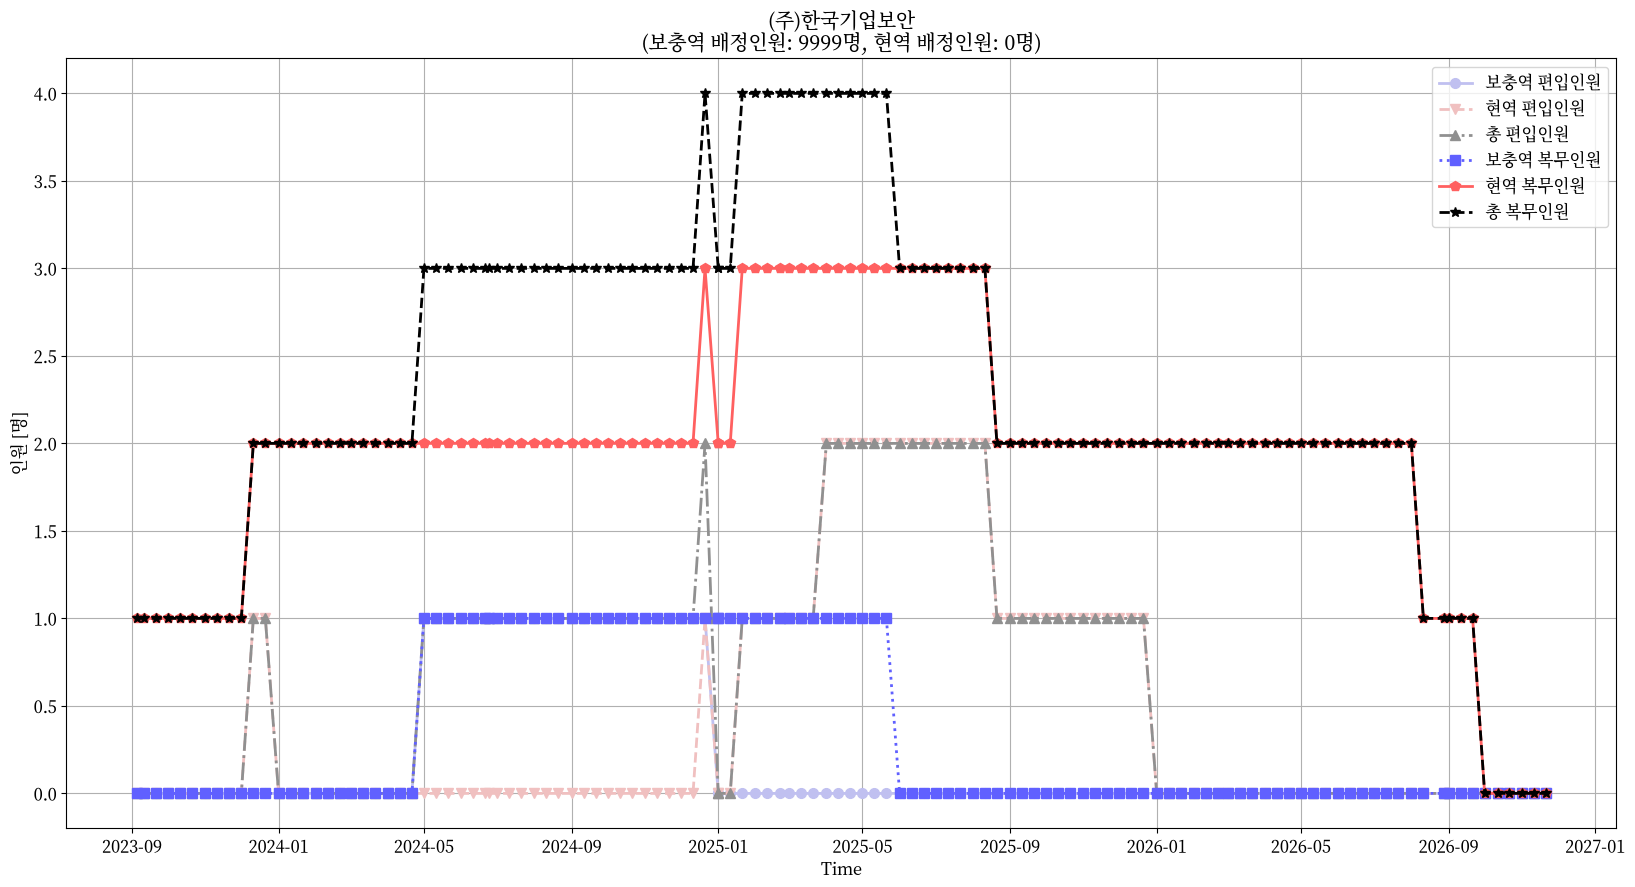 (주)한국기업보안
(보충역 배정인원: 9999명, 현역 배정인원: 0명)
인원 [명]
4.0
3.5
3.0
2.5
2.0
1.5
1.0
0.5
0.0
보충역 편입인원
현역 편입인원
총 편입인원
보충역 복무인원
현역 복무인원
총 복무인원
2023-09 2024-01 2024-05 2024-09 2025-01 2025-05 2025-09 2026-01 2026-05 2026-09 2027-01
Time